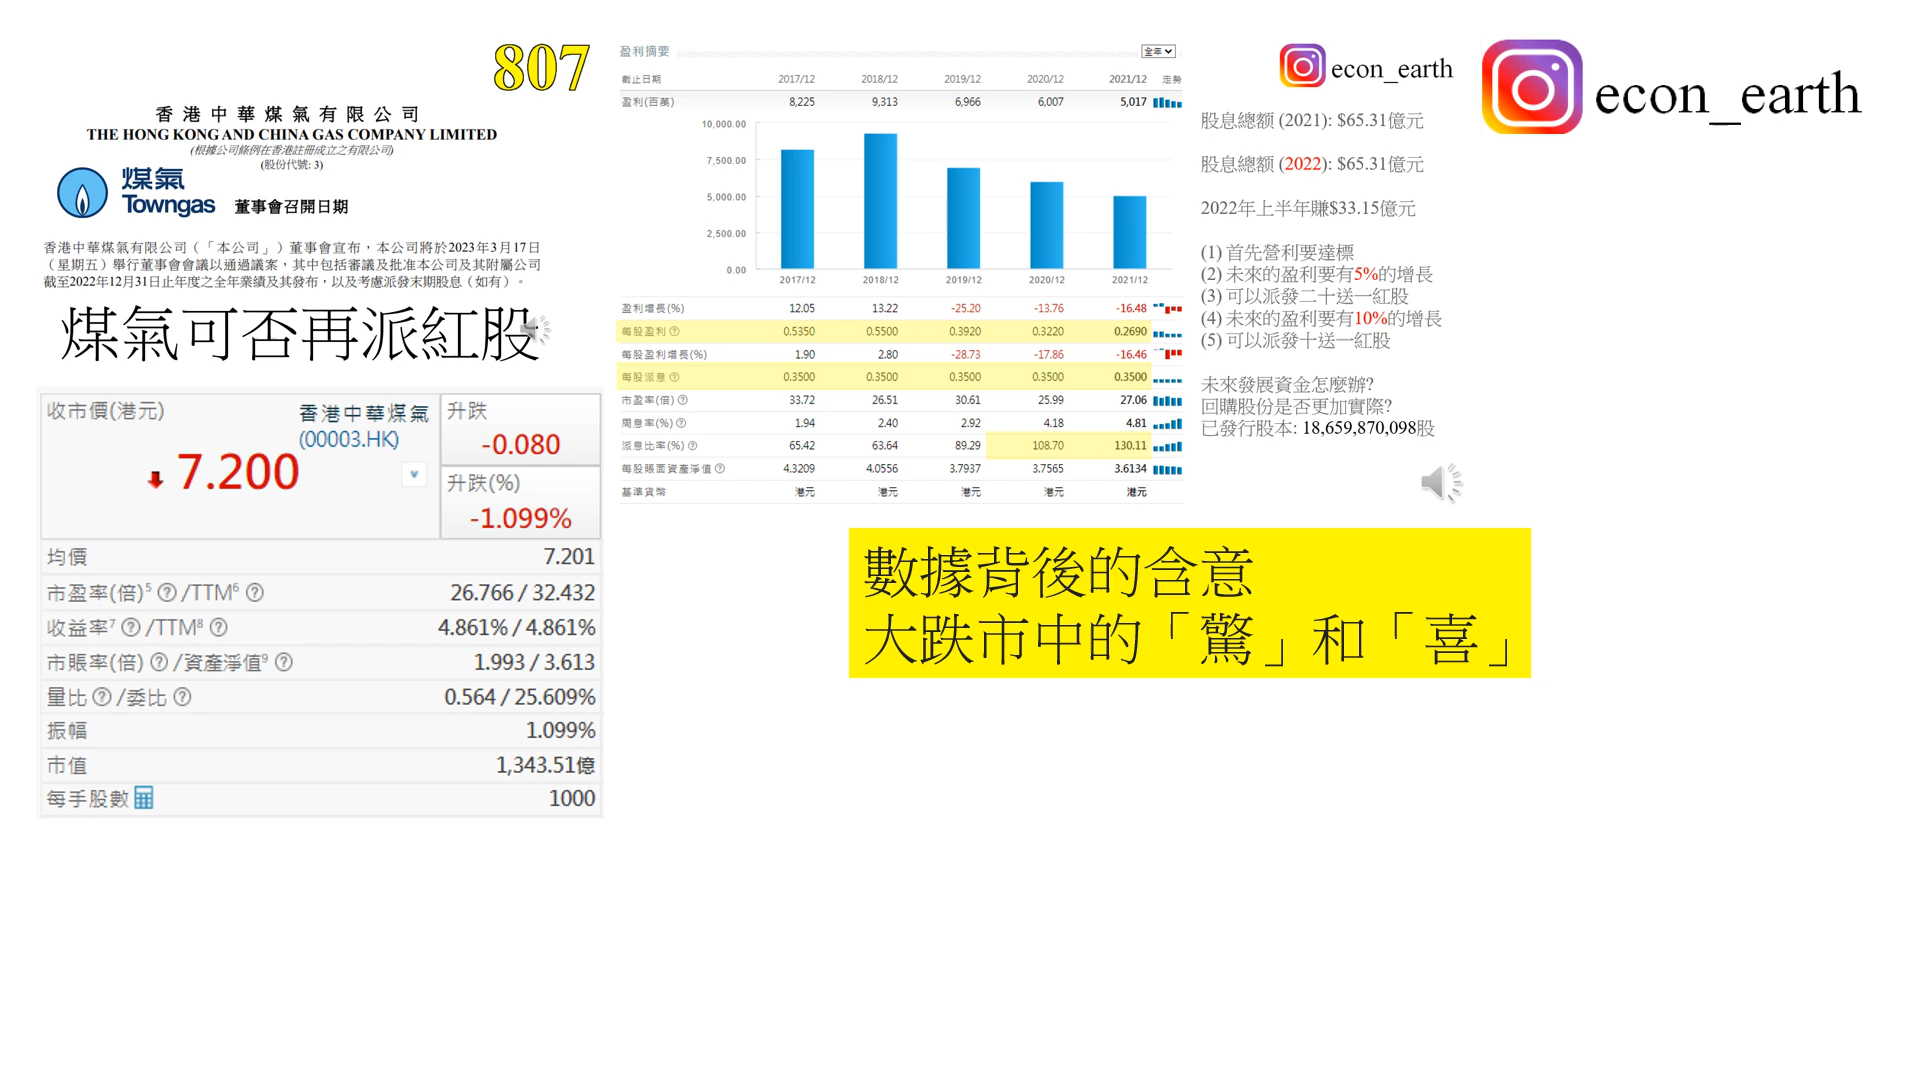 807
香港中華煤氣有限公司
THE HONG KONG AND CHINA GAS COMPANY LIMITED
(根據公司條例在香港註冊成立之有限公司)
(股份代號: 3)
煤氣
Towngas
董事會召開日期
香港中華煤氣有限公司（「本公司」）董事會宣布，本公司將於2023年3月17日
（星期五）舉行董事會會議以通過議案，其中包括審議及批准本公司及其附屬公司
截至2022年12月31日止年度之全年業績及其發布，以及考慮派發末期股息（如有）。
煤氣可否再派紅股
收市價(港元) 香港中華煤氣
(00003.HK)
7.200
升跌
-0.080
升跌(%)
-1.099%
均價 7.201
市盈率(倍)5 ?/TTM6 ? 26.766 / 32.432
收益率7 ?/TTM8 ? 4.861% / 4.861%
市賬率(倍) ?/資產淨值9 ? 1.993 / 3.613
量比 ?/委比 ? 0.564 / 25.609%
振幅 1.099%
市值 1,343.51億
每手股數 1000
盈利摘要 全年
截止日期 2017/12 2018/12 2019/12 2020/12 2021/12 走勢
盈利(百萬) 8,225 9,313 6,966 6,007 5,017
10,000.00
7,500.00
5,000.00
2,500.00
0.00
2017/12 2018/12 2019/12 2020/12 2021/12
盈利增長(%) 12.05 13.22 -25.20 -13.76 -16.48
每股盈利 ? 0.5350 0.5500 0.3920 0.3220 0.2690
每股盈利增長(%) 1.90 2.80 -28.73 -17.86 -16.46
每股派息 ? 0.3500 0.3500 0.3500 0.3500 0.3500
市盈率(倍) ? 33.72 26.51 30.61 25.99 27.06
周息率(%) ? 1.94 2.40 2.92 4.18 4.81
派息比率(%) ? 65.42 63.64 89.29 108.70 130.11
每股賬面資產淨值 ? 4.3209 4.0556 3.7937 3.7565 3.6134
基準貨幣 港元 港元 港元 港元 港元
econ_earth
股息總額 (2021): $65.31億元
股息總額 (2022): $65.31億元
2022年上半年賺$33.15億元
(1) 首先營利要達標
(2) 未來的盈利要有5%的增長
(3) 可以派發二十送一紅股
(4) 未來的盈利要有10%的增長
(5) 可以派發十送一紅股
未來發展資金怎麼辦?
回購股份是否更加實際?
已發行股本: 18,659,870,098股
econ_earth
數據背後的含意
大跌市中的「驚」和「喜」